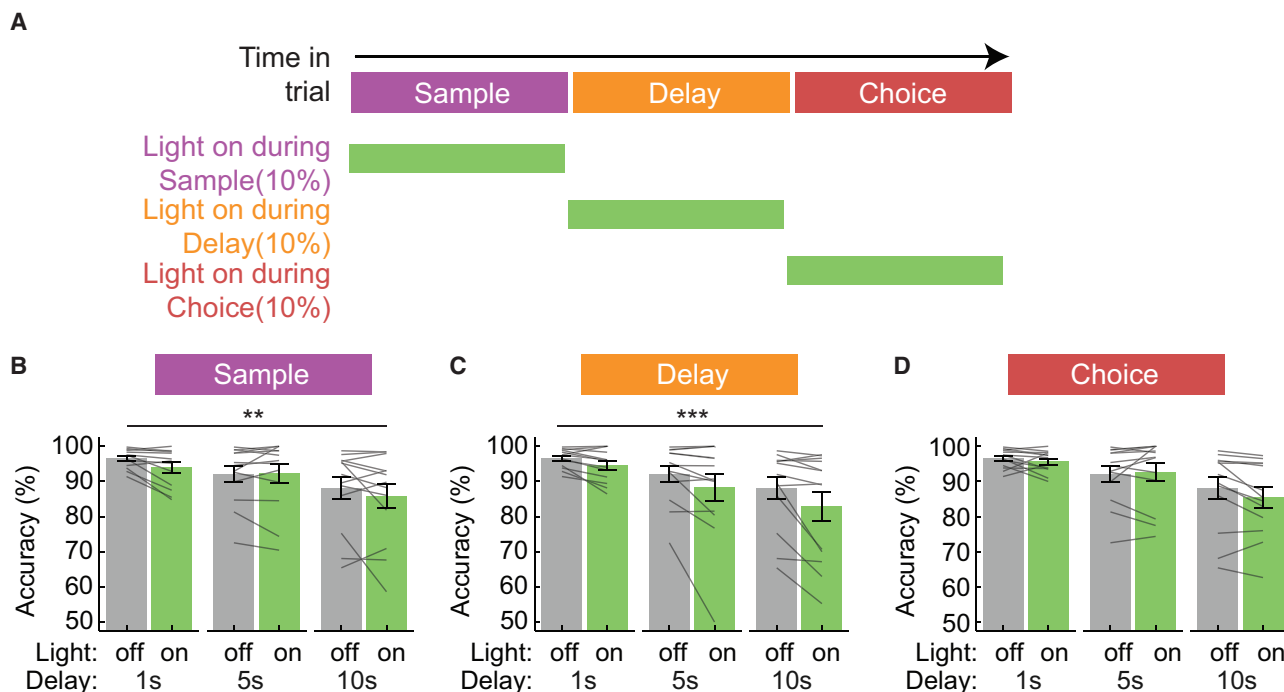 A
Time in
trial
Sample Delay Choice
Light on during
Sample(10%)
Light on during
Delay(10%)
Light on during
Choice(10%)
B Sample
**
Accuracy (%)
100
90
80
70
60
50
Light: off on off on off on
Delay: 1s 5s 10s
C Delay
***
Accuracy (%)
100
90
80
70
60
50
Light: off on off on off on
Delay: 1s 5s 10s
D Choice
Accuracy (%)
100
90
80
70
60
50
Light: off on off on off on
Delay: 1s 5s 10s